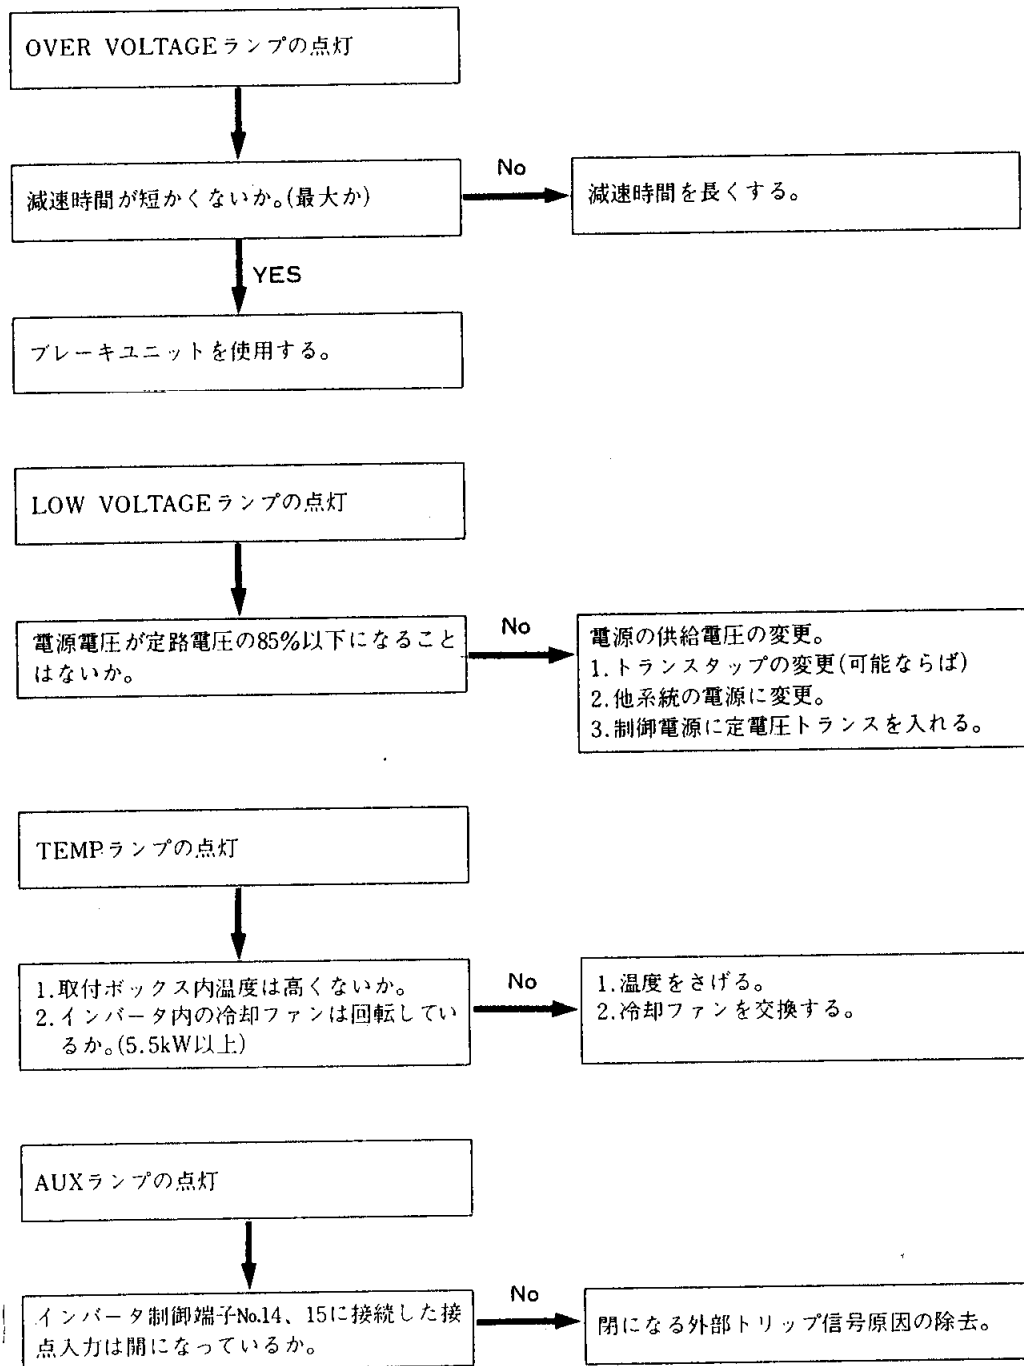 OVER VOLTAGEランプの点灯
減速時間が短かくないか。(最大か)
No
減速時間を長くする。
YES
ブレーキユニットを使用する。
LOW VOLTAGEランプの点灯
電源電圧が定路電圧の85%以下になること
はないか。
No
電源の供給電圧の変更。
1.トランスタップの変更(可能ならば)
2.他系統の電源に変更。
3.制御電源に定電圧トランスを入れる。
TEMP.ランプの点灯
1.取付ボックス内温度は高くないか。
2.インバータ内の冷却ファンは回転してい
るか。(5.5kW以上)
No
1.温度をさげる。
2.冷却ファンを交換する。
AUXランプの点灯
インバータ制御端子No.14、15に接続した接
点入力は開になっているか。
No
閉になる外部トリップ信号原因の除去。